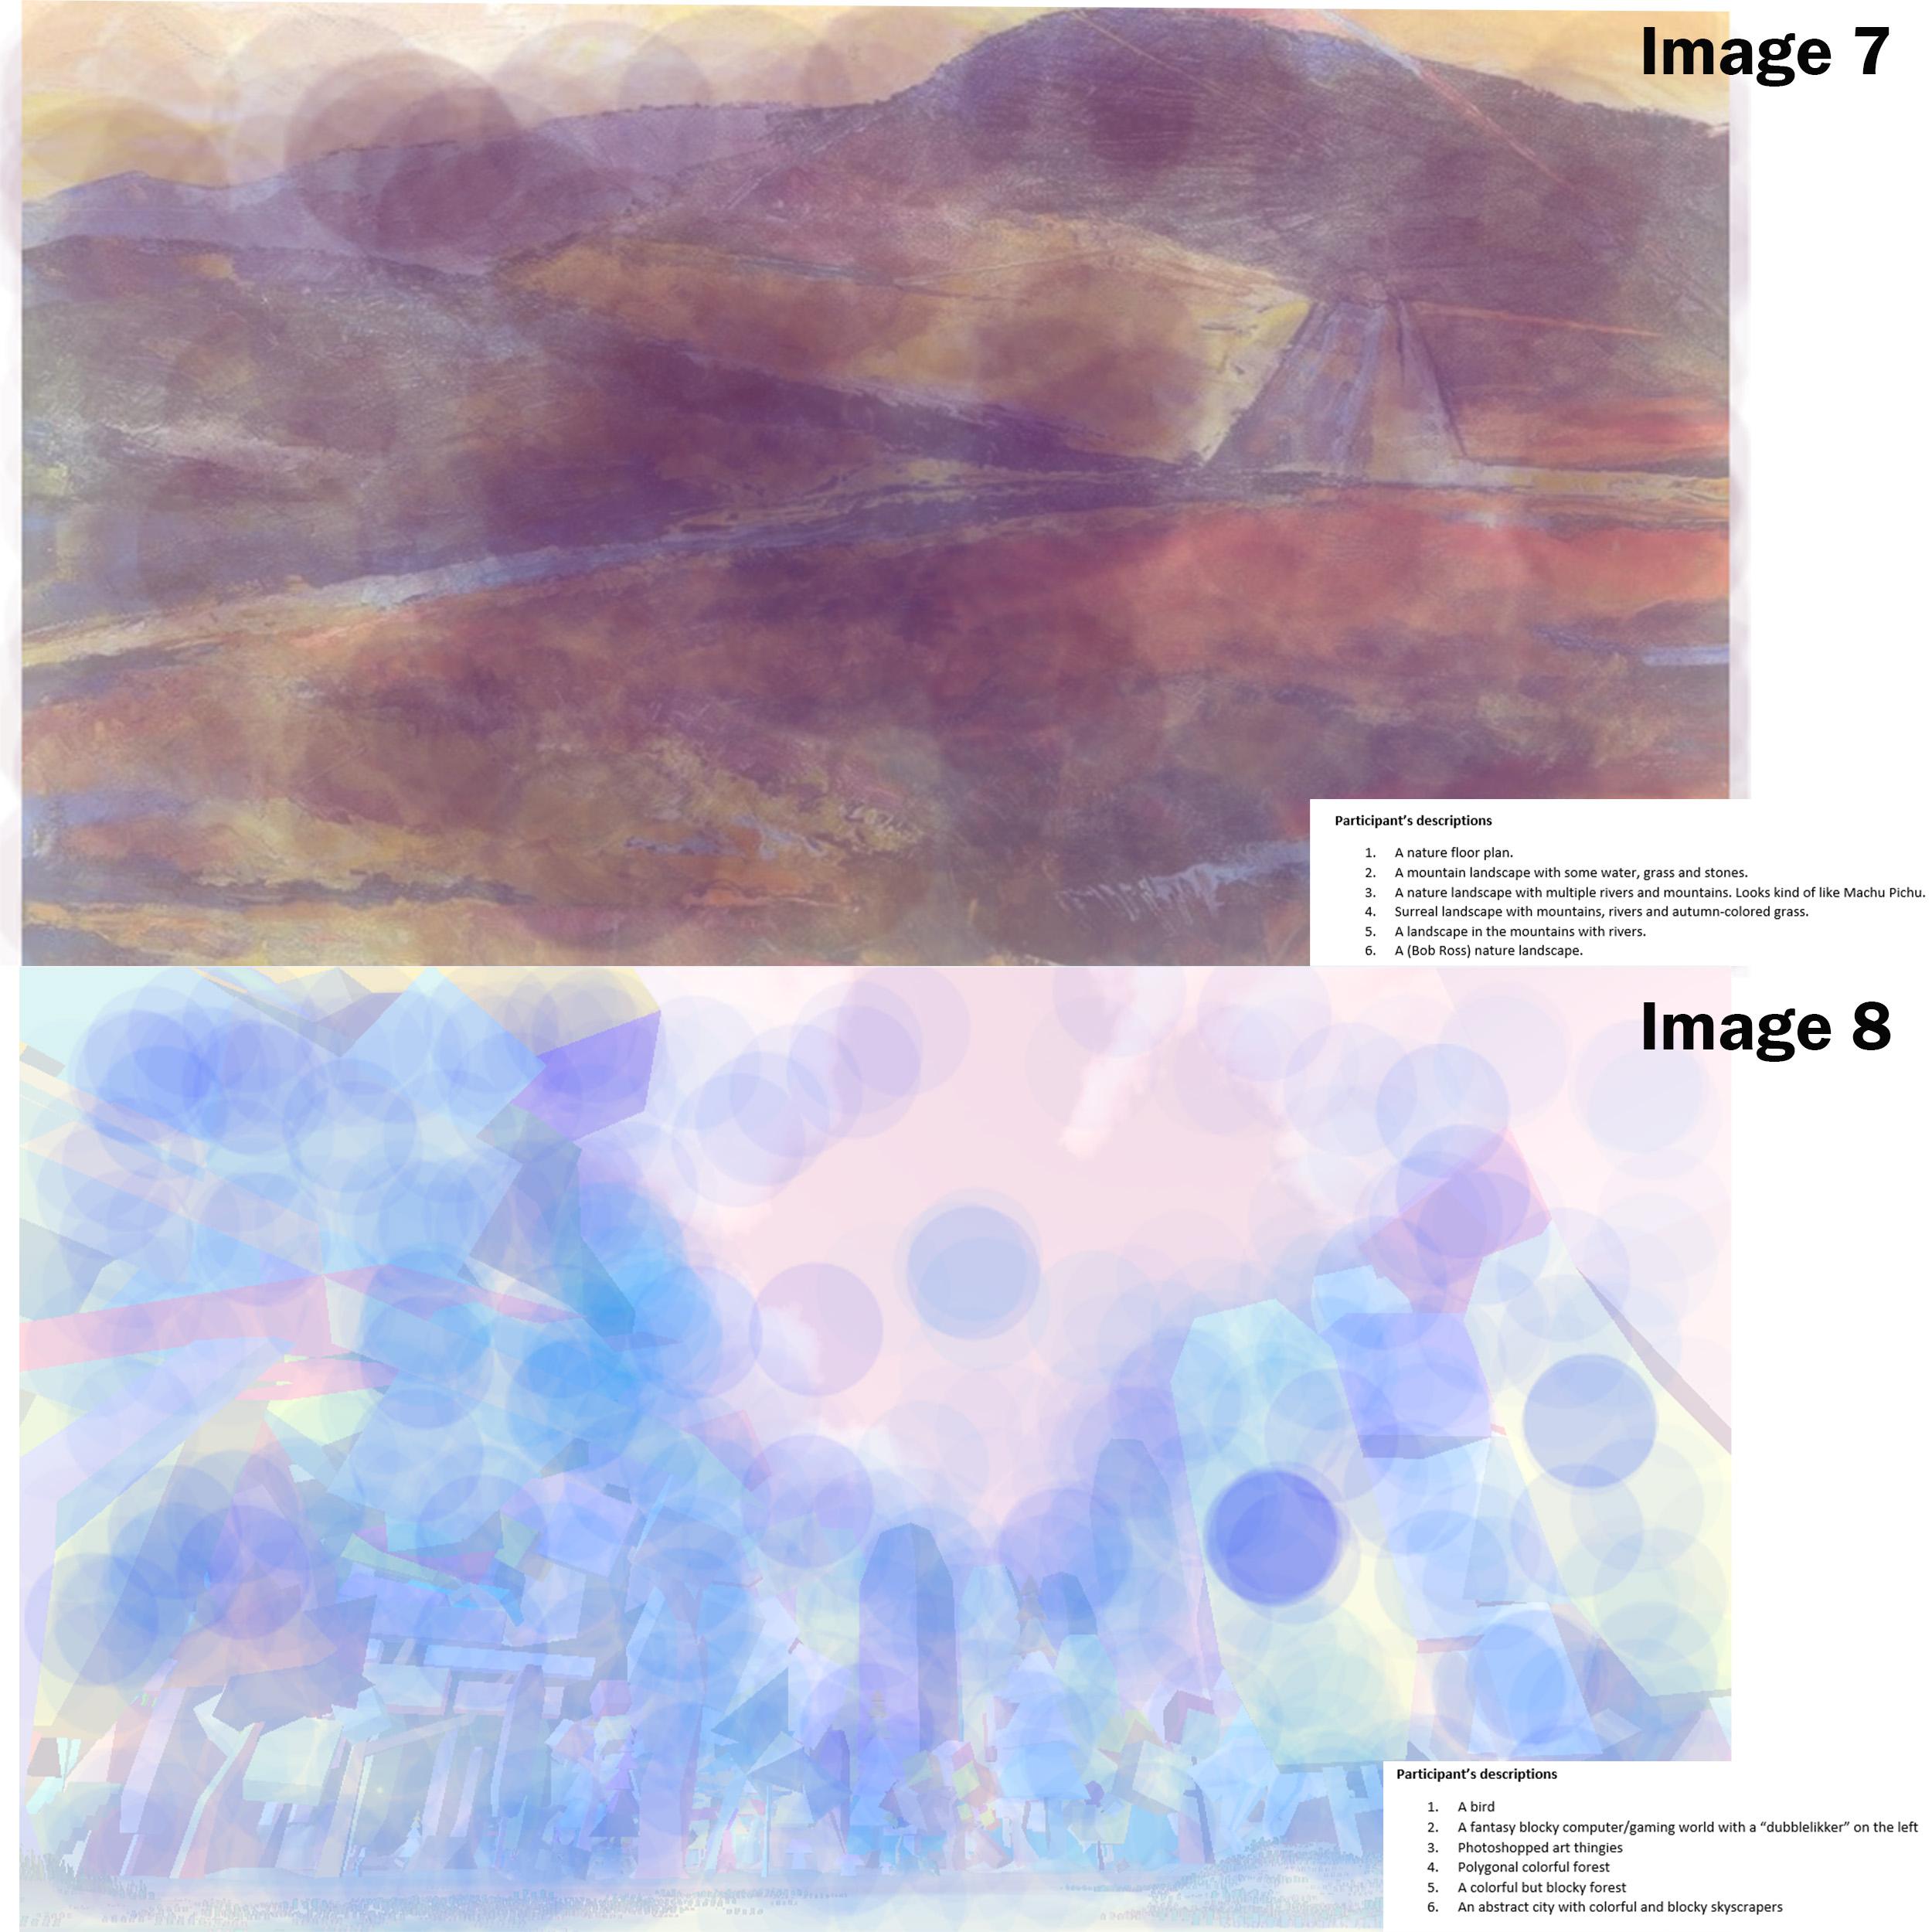 Image 7
Participant's descriptions
1. A nature floor plan.
2. A mountain landscape with some water, grass and stones.
3. A nature landscape with multiple rivers and mountains. Looks kind of like Machu Pichu.
4. Surreal landscape with mountains, rivers and autumn-colored grass.
5. A landscape in the mountains with rivers.
6. A (Bob Ross) nature landscape.
Image 8
Participant's descriptions
1. A bird
2. A fantasy blocky computer/gaming world with a “dubblelikker” on the left
3. Photoshopped art thingies
4. Polygonal colorful forest
5. A colorful but blocky forest
6. An abstract city with colorful and blocky skyscrapers